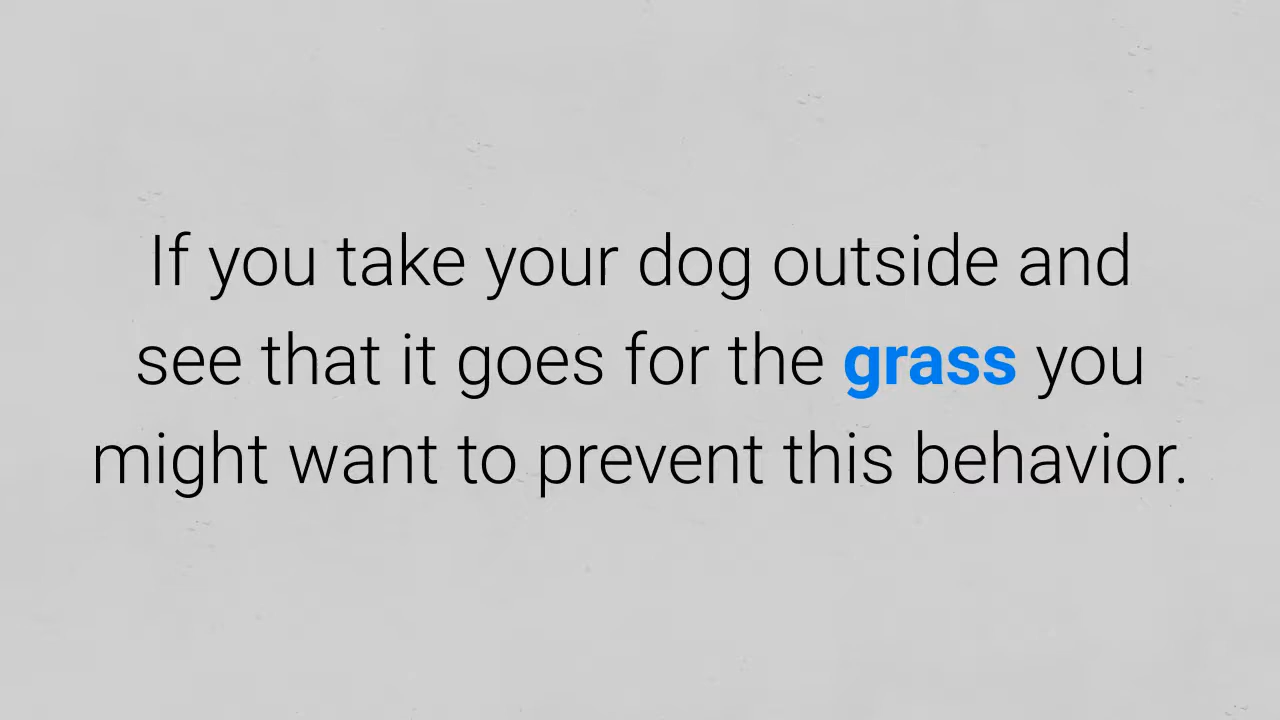 If you take your dog outside and
see that it goes for the grass you
might want to prevent this behavior.